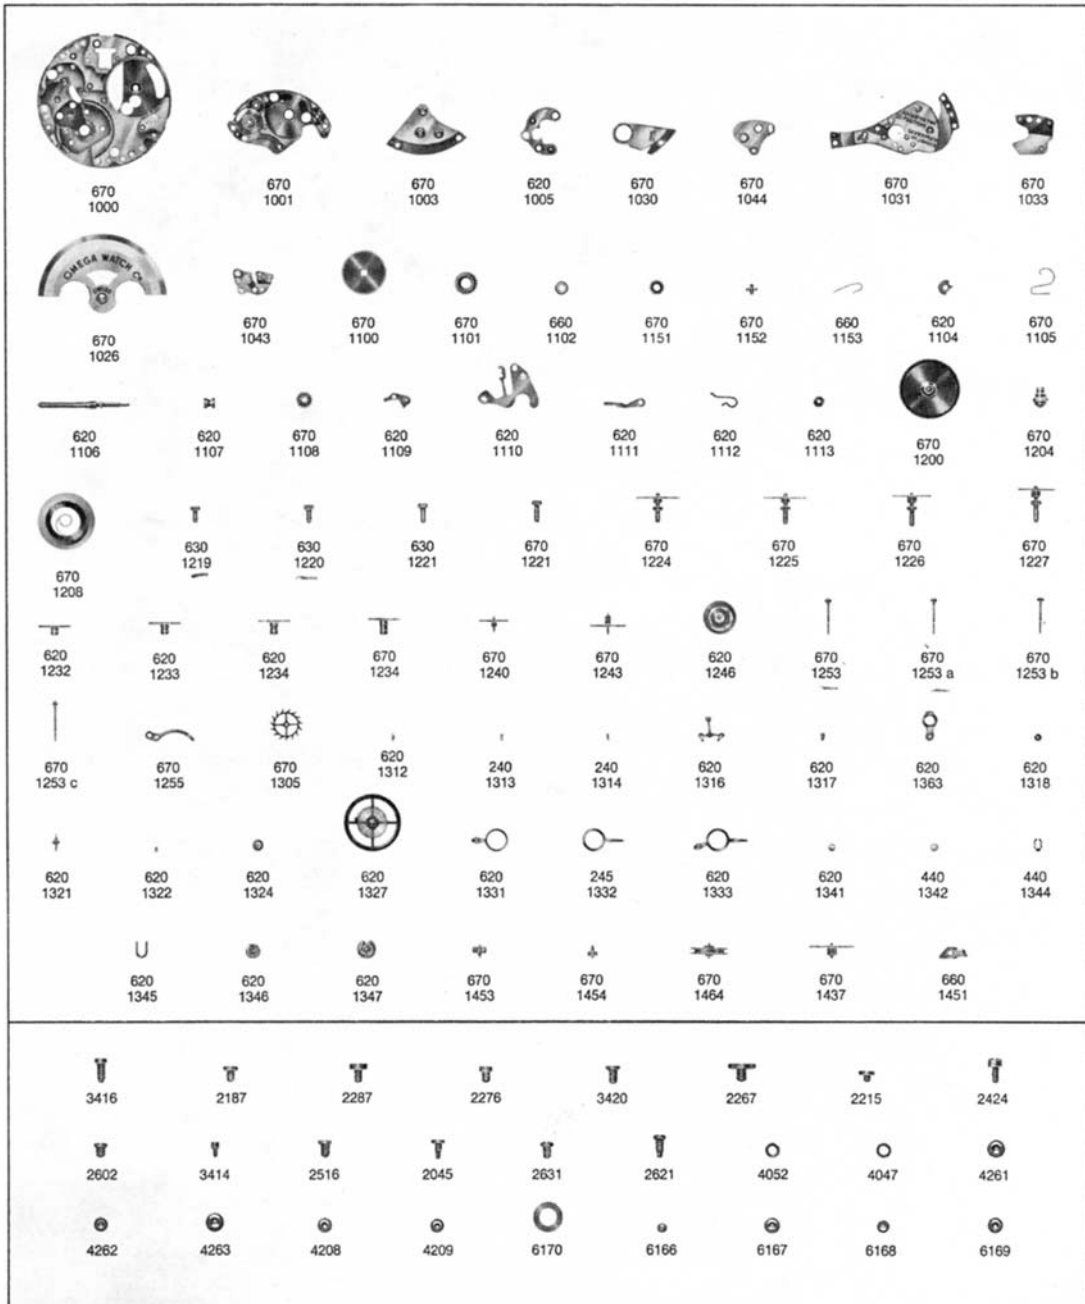 670 670 670 620 670 670 670 670
1000 1001 1003 1005 1030 1044 1031 1033
OMEGA WATCH Co
670 670 670 670 660 670 670 660 620 670
1026 1043 1100 1101 1102 1151 1152 1153 1104 1105
620 620 670 620 620 620 620 620 670 670
1106 1107 1108 1109 1110 1111 1112 1113 1200 1204
670 630 630 630 670 670 670 670 670
1208 1219 1220 1221 1221 1224 1225 1226 1227
620 620 620 670 670 670 620 670 670 670
1232 1233 1234 1234 1240 1243 1246 1253 1253 a 1253 b
670 670 670 620 240 240 620 620 620 620
1253 c 1255 1305 1312 1313 1314 1316 1317 1363 1318
620 620 620 620 620 245 620 620 440 440
1321 1322 1324 1327 1331 1332 1333 1341 1342 1344
620 620 620 670 670 670 670 660
1345 1346 1347 1453 1454 1464 1437 1451
3416 2187 2287 2276 3420 2267 2215 2424
2602 3414 2516 2045 2631 2621 4052 4047 4261
4262 4263 4208 4209 6170 6166 6167 6168 6169